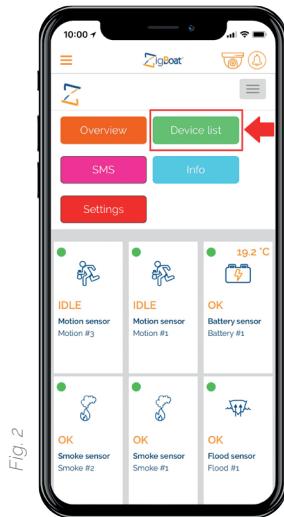 10:00
ZigBoat
Overview
Device list
SMS
Info
Settings
19.2 °C
IDLE
Motion sensor
Motion #3
IDLE
Motion sensor
Motion #1
OK
Battery sensor
Battery #1
OK
Smoke sensor
Smoke #2
OK
Smoke sensor
Smoke #1
OK
Flood sensor
Flood #1
Fig. 2